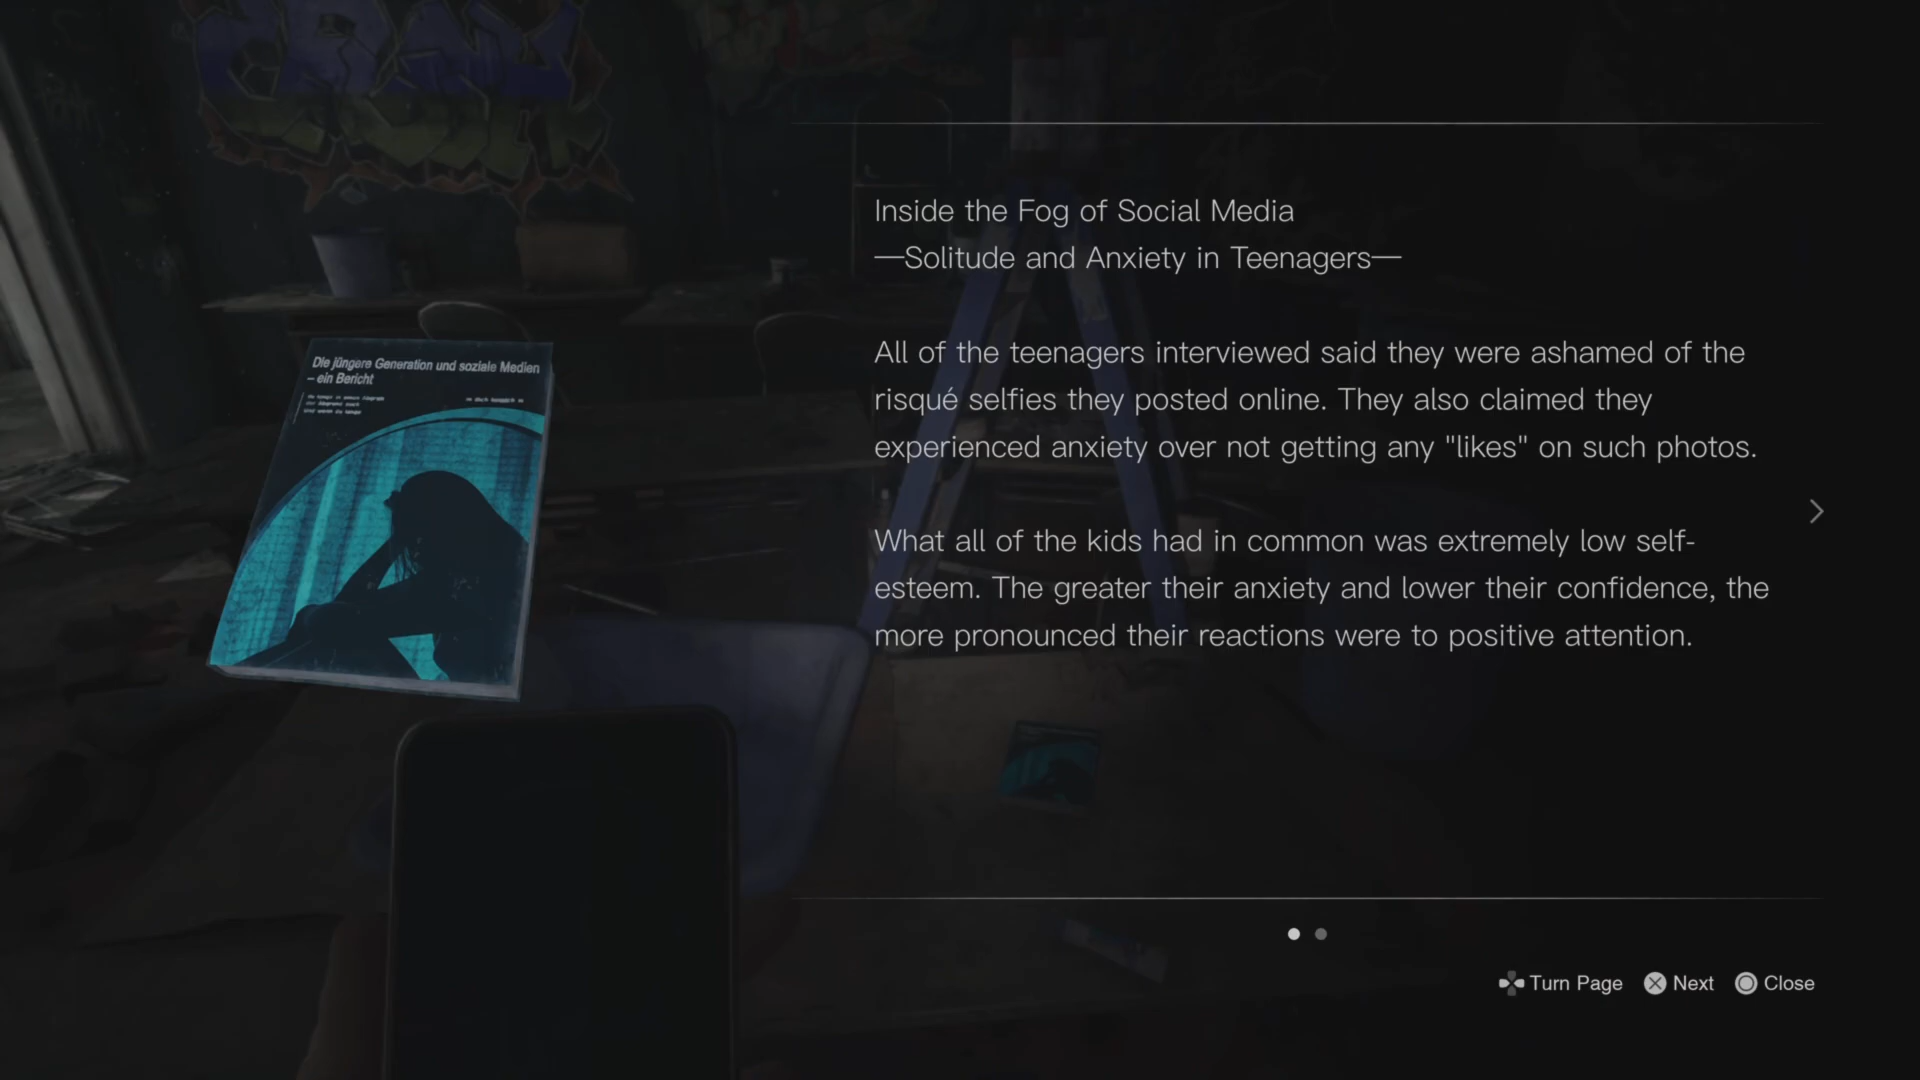 Die jüngere Generation und soziale Medien
– ein Bericht
Inside the Fog of Social Media
—Solitude and Anxiety in Teenagers—
All of the teenagers interviewed said they were ashamed of the
risqué selfies they posted online. They also claimed they
experienced anxiety over not getting any "likes" on such photos.
What all of the kids had in common was extremely low self-
esteem. The greater their anxiety and lower their confidence, the
more pronounced their reactions were to positive attention.
Turn Page
Next
Close